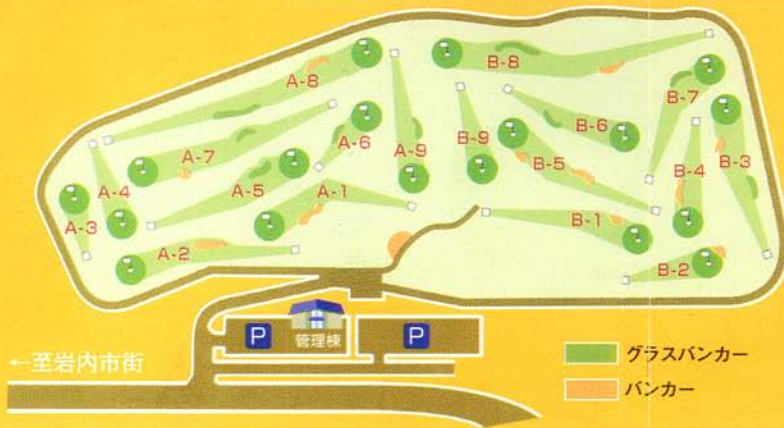 A-8
B-8
B-7
A-7
A-6
A-9
B-9
B-6
B-3
A-4
A-5
A-1
B-5
B-4
A-3
A-2
B-1
B-2
P
管理棟
P
←至岩内市街
グラスバンカー
バンカー